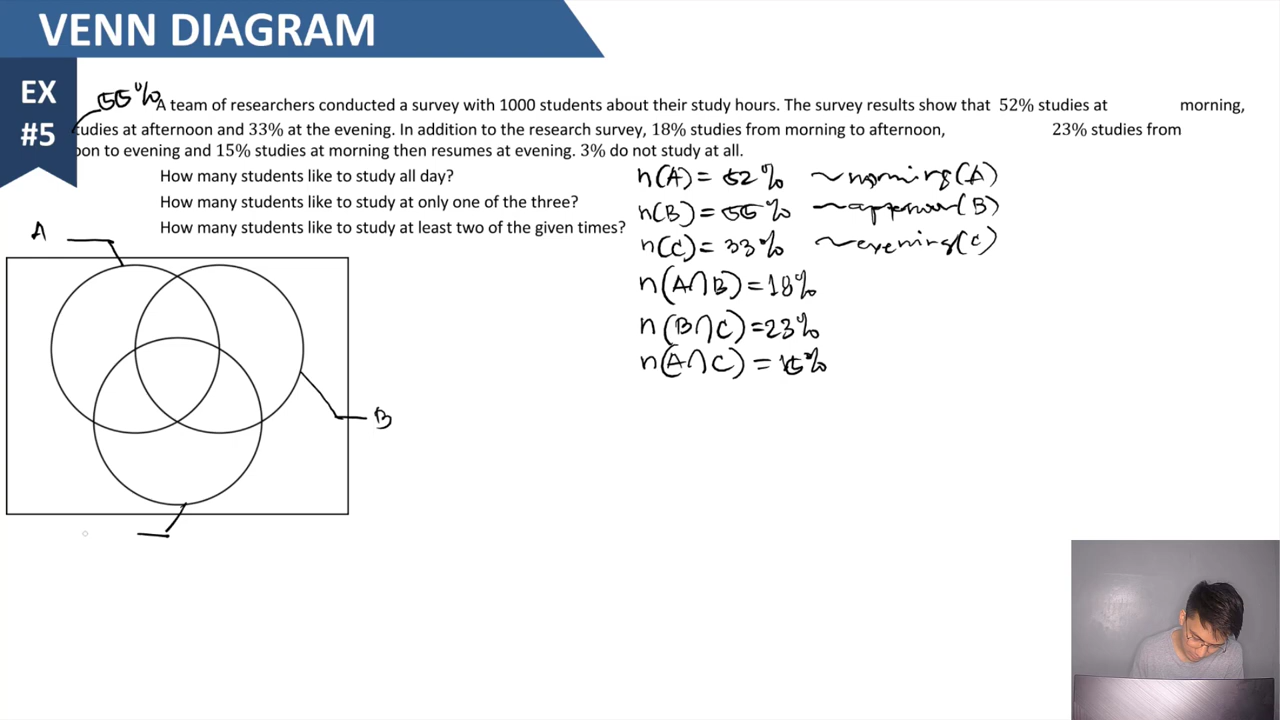 VENN DIAGRAM
EX
#5
55%
A team of researchers conducted a survey with 1000 students about their study hours. The survey results show that 52% studies at morning,
tudies at afternoon and 33% at the evening. In addition to the research survey, 18% studies from morning to afternoon, 23% studies from
oon to evening and 15% studies at morning then resumes at evening. 3% do not study at all.
How many students like to study all day?
How many students like to study at only one of the three?
How many students like to study at least two of the given times?
n(A) = 52% ~morning(A)
n(B) = 55% ~afternoon(B)
n(C) = 33% ~evening(C)
n(A∩B) = 18%
n(B∩C) = 23%
n(A∩C) = 15%
A
B